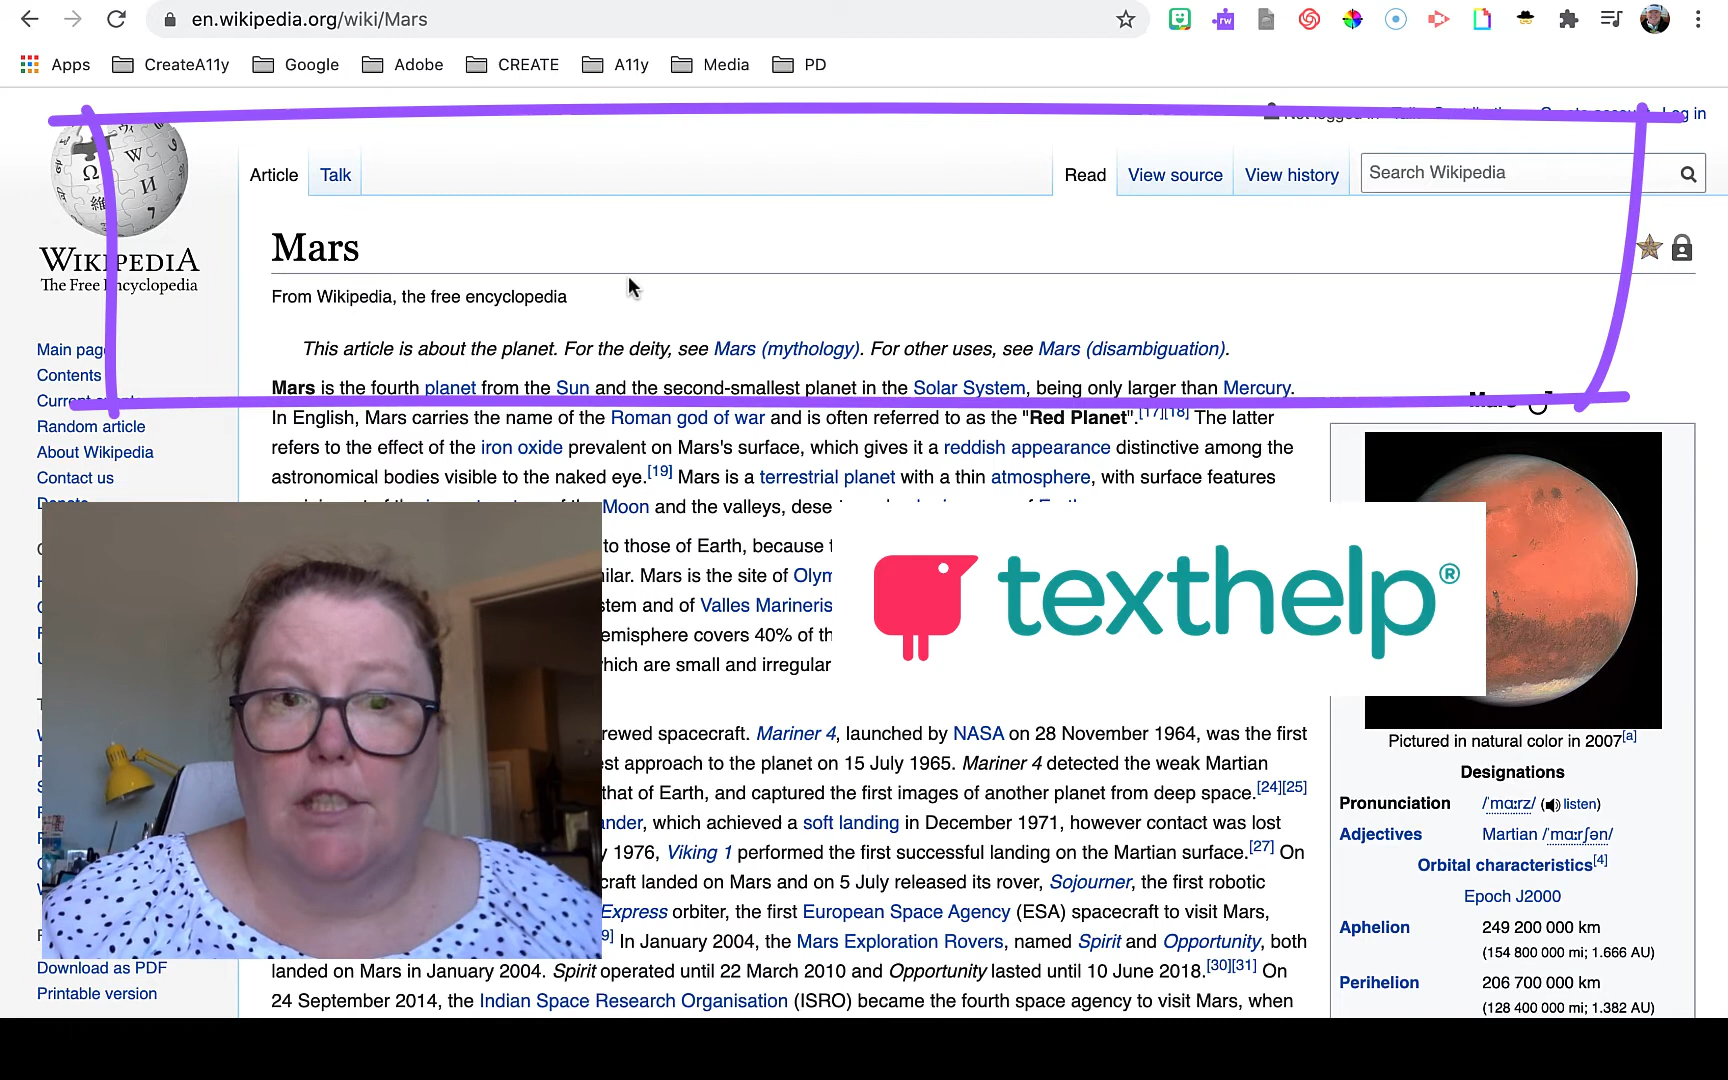 en.wikipedia.org/wiki/Mars
rw
Apps CreateA11y Google Adobe CREATE A11y Media PD
Log in
Article Talk Read View source View history Search Wikipedia
WIKIPEDIA
The Free Encyclopedia
Mars
From Wikipedia, the free encyclopedia
This article is about the planet. For the deity, see Mars (mythology). For other uses, see Mars (disambiguation).
Main page
Contents
Random article
About Wikipedia
Contact us
Donate
Download as PDF
Printable version
Mars is the fourth planet from the Sun and the second-smallest planet in the Solar System, being only larger than Mercury.
In English, Mars carries the name of the Roman god of war and is often referred to as the "Red Planet".[17][18] The latter
refers to the effect of the iron oxide prevalent on Mars's surface, which gives it a reddish appearance distinctive among the
astronomical bodies visible to the naked eye.[19] Mars is a terrestrial planet with a thin atmosphere, with surface features
Moon and the valleys, dese
to those of Earth, because t
ilar. Mars is the site of Olym
stem and of Valles Marineris
emisphere covers 40% of th
hich are small and irregular
texthelp®
rewed spacecraft. Mariner 4, launched by NASA on 28 November 1964, was the first
st approach to the planet on 15 July 1965. Mariner 4 detected the weak Martian
that of Earth, and captured the first images of another planet from deep space.[24][25]
ander, which achieved a soft landing in December 1971, however contact was lost
y 1976, Viking 1 performed the first successful landing on the Martian surface.[27] On
craft landed on Mars and on 5 July released its rover, Sojourner, the first robotic
Express orbiter, the first European Space Agency (ESA) spacecraft to visit Mars,
9] In January 2004, the Mars Exploration Rovers, named Spirit and Opportunity, both
landed on Mars in January 2004. Spirit operated until 22 March 2010 and Opportunity lasted until 10 June 2018.[30][31] On
24 September 2014, the Indian Space Research Organisation (ISRO) became the fourth space agency to visit Mars, when
Mars ♂
Pictured in natural color in 2007[a]
Designations
Pronunciation /ˈmɑːrz/ (listen)
Adjectives Martian /ˈmɑːrʃən/
Orbital characteristics[4]
Epoch J2000
Aphelion 249 200 000 km
(154 800 000 mi; 1.666 AU)
Perihelion 206 700 000 km
(128 400 000 mi; 1.382 AU)